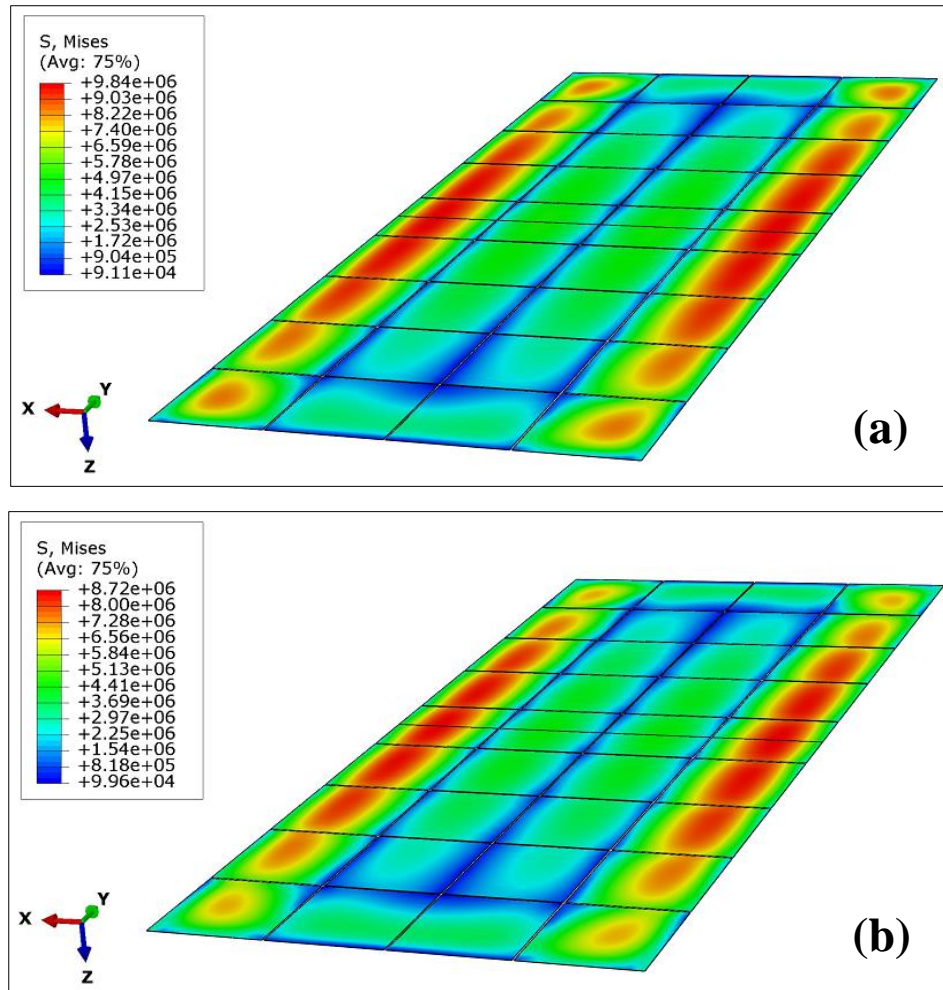 S, Mises
(Avg: 75%)
+9.84e+06
+9.03e+06
+8.22e+06
+7.40e+06
+6.59e+06
+5.78e+06
+4.97e+06
+4.15e+06
+3.34e+06
+2.53e+06
+1.72e+06
+9.04e+05
+9.11e+04
X
Y
Z
(a)
S, Mises
(Avg: 75%)
+8.72e+06
+8.00e+06
+7.28e+06
+6.56e+06
+5.84e+06
+5.13e+06
+4.41e+06
+3.69e+06
+2.97e+06
+2.25e+06
+1.54e+06
+8.18e+05
+9.96e+04
X
Y
Z
(b)